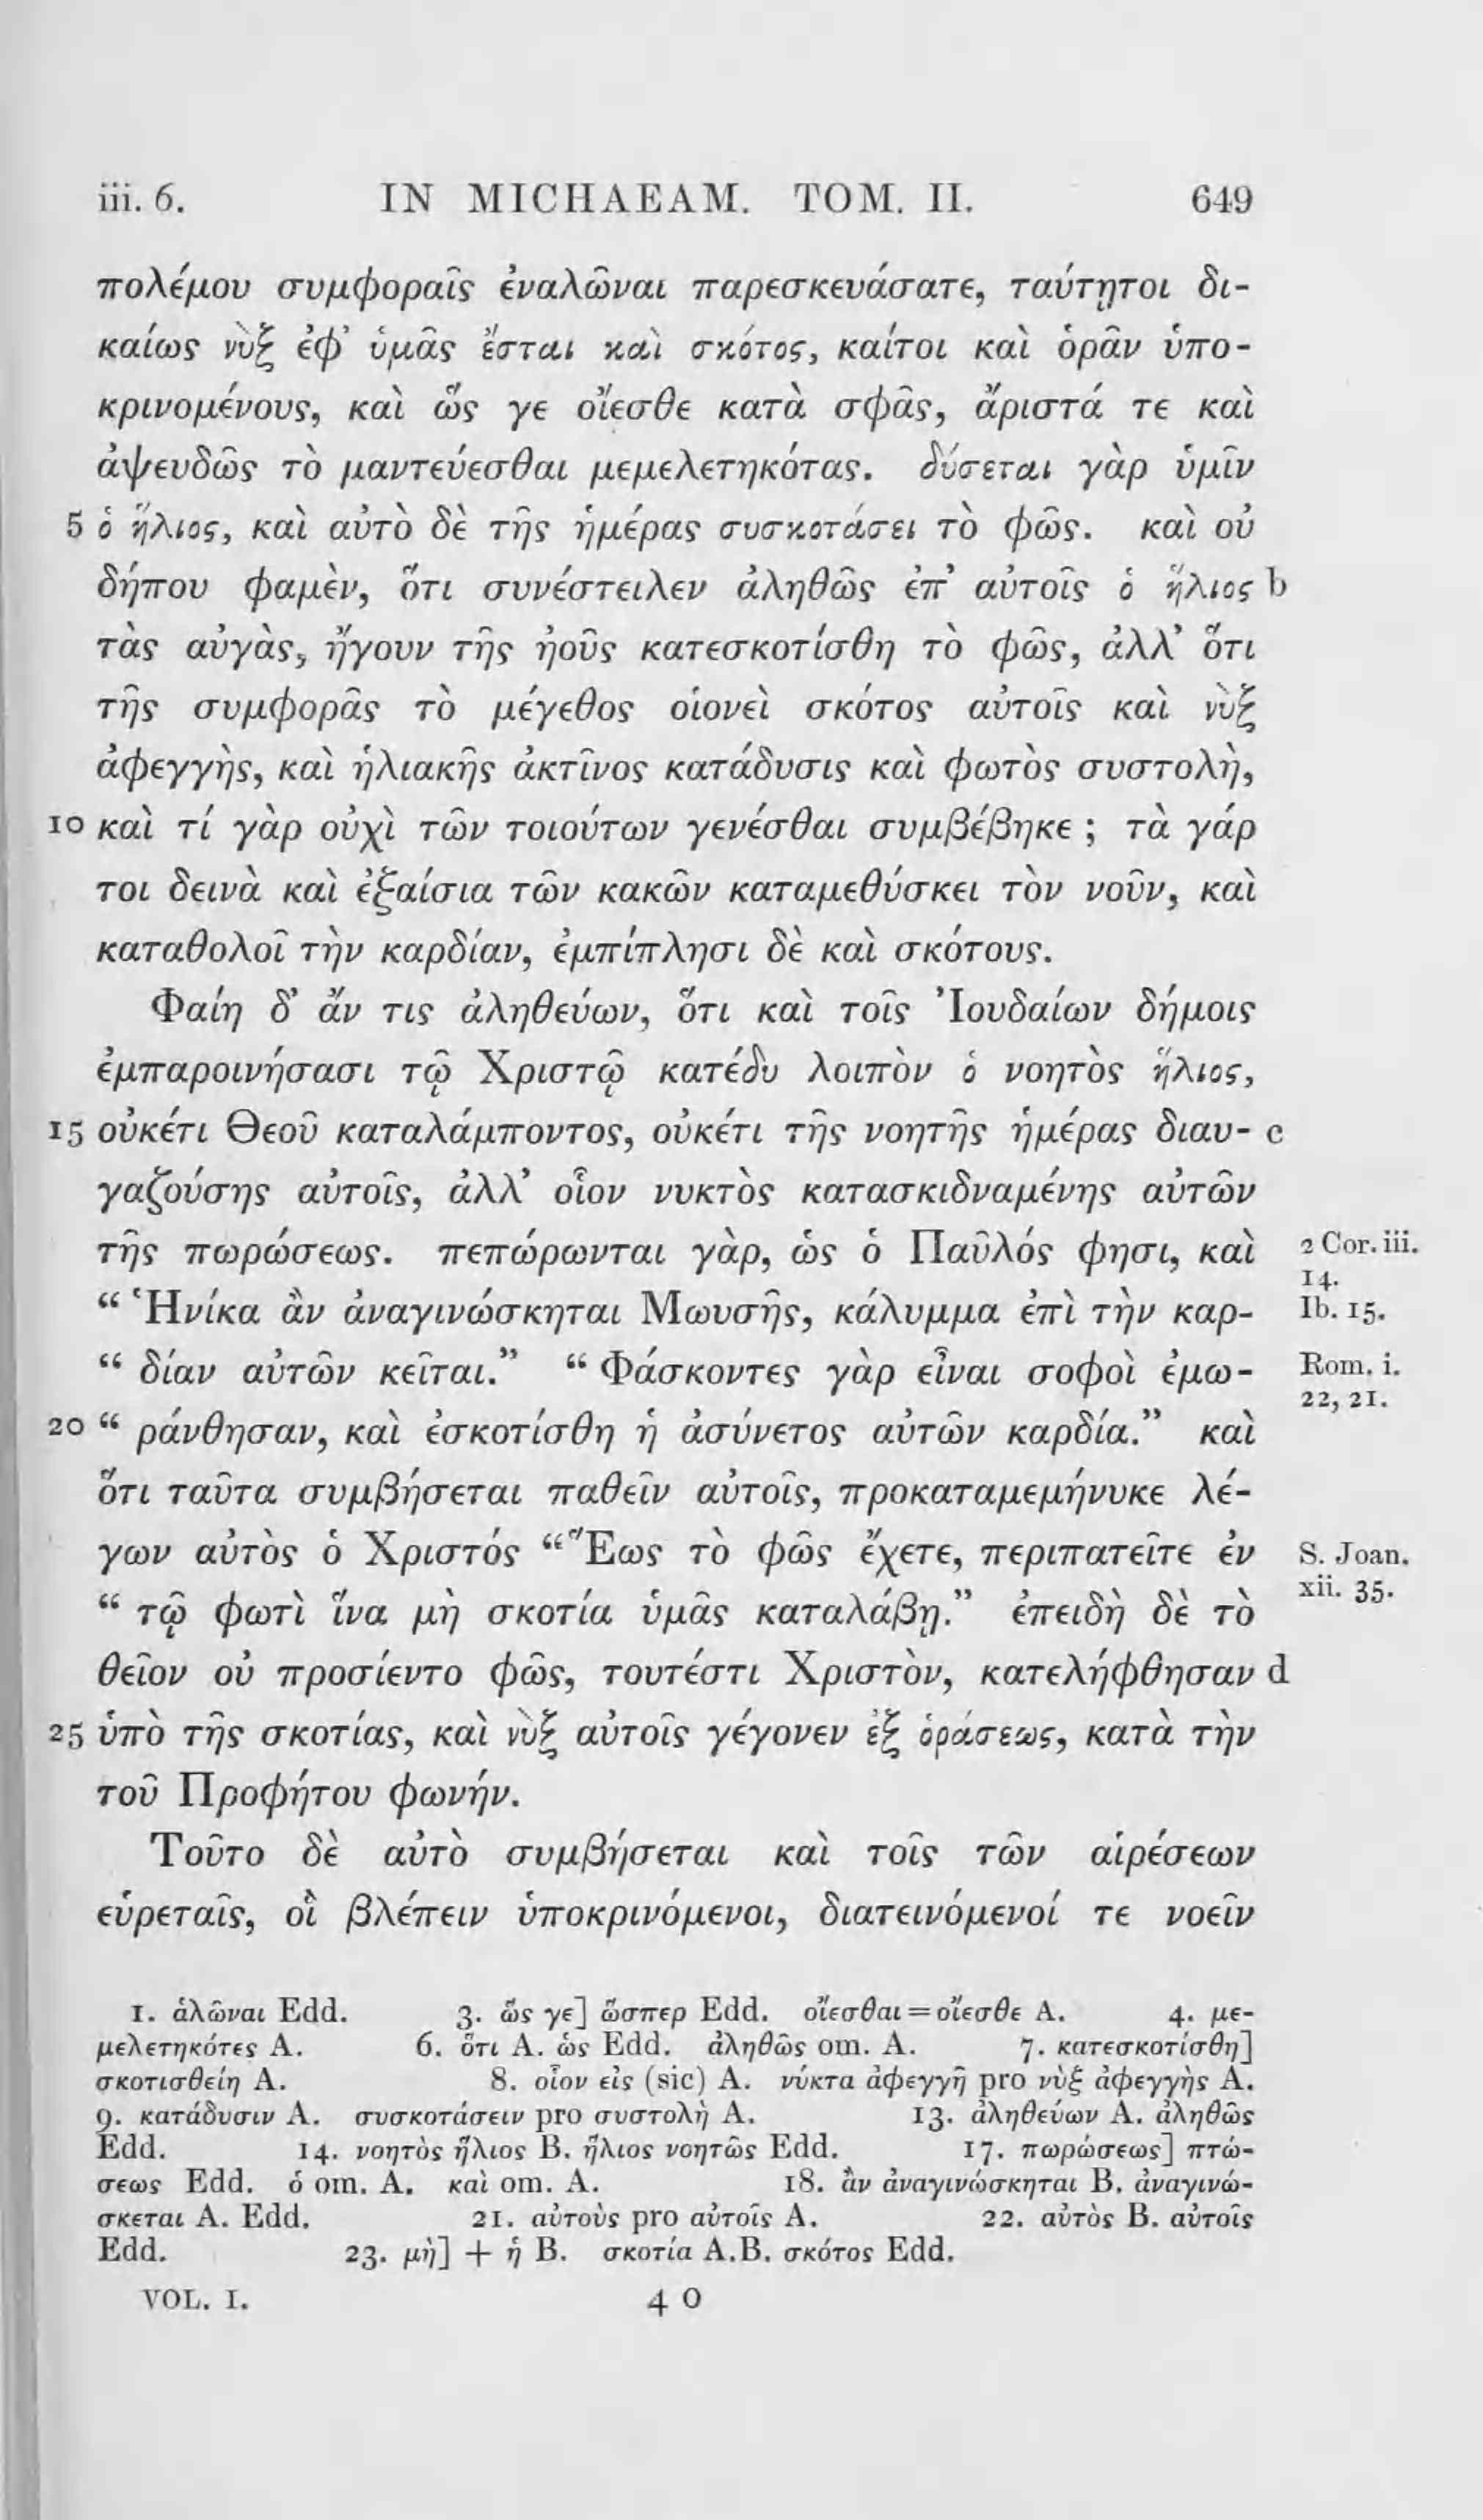 iii. 6. IN MICHAEAM. TOM. II. 649
πολέμου συμφοραῖς ἐναλῶναι παρεσκευάσατε, ταύτῃτοι δι-
καίως νὺξ ἐφ’ ὑμᾶς ἔσται καὶ σκότος, καίτοι καὶ ὁρᾶν ὑπο-
κρινομένους, καὶ ὥς γε οἴεσθε κατὰ σφᾶς, ἄριστά τε καὶ
ἀψευδῶς τὸ μαντεύεσθαι μεμελετηκότας. δύσεται γὰρ ὑμῖν
5 ὁ ἥλιος, καὶ αὐτὸ δὲ τῆς ἡμέρας συσκοτάσει τὸ φῶς. καὶ οὐ
δήπου φαμὲν, ὅτι συνέστειλεν ἀληθῶς ἐπ’ αὐτοῖς ὁ ἥλιος b
τὰς αὐγὰς, ἤγουν τῆς ἠοῦς κατεσκοτίσθη τὸ φῶς, ἀλλ’ ὅτι
τῆς συμφορᾶς τὸ μέγεθος οἱονεὶ σκότος αὐτοῖς καὶ νὺξ
ἀφεγγὴς, καὶ ἡλιακῆς ἀκτῖνος κατάδυσις καὶ φωτὸς συστολὴ,
10 καὶ τί γὰρ οὐχὶ τῶν τοιούτων γενέσθαι συμβέβηκε ; τὰ γάρ
τοι δεινὰ καὶ ἐξαίσια τῶν κακῶν καταμεθύσκει τὸν νοῦν, καὶ
καταθολοῖ τὴν καρδίαν, ἐμπίπλησι δὲ καὶ σκότους.
Φαίη δ’ ἄν τις ἀληθεύων, ὅτι καὶ τοῖς Ἰουδαίων δήμοις
ἐμπαροινήσασι τῷ Χριστῷ κατέδυ λοιπὸν ὁ νοητὸς ἥλιος,
15 οὐκέτι Θεοῦ καταλάμποντος, οὐκέτι τῆς νοητῆς ἡμέρας διαυ- c
γαζούσης αὐτοῖς, ἀλλ’ οἷον νυκτὸς κατασκιδναμένης αὐτῶν
τῆς πωρώσεως. πεπώρωνται γὰρ, ὡς ὁ Παῦλός φησι, καὶ 2 Cor. iii. 14.
“ Ἡνίκα ἂν ἀναγινώσκηται Μωυσῆς, κάλυμμα ἐπὶ τὴν καρ- Ib. 15.
“ δίαν αὐτῶν κεῖται.” “ Φάσκοντες γὰρ εἶναι σοφοὶ ἐμω- Rom. i. 22, 21.
20 “ ράνθησαν, καὶ ἐσκοτίσθη ἡ ἀσύνετος αὐτῶν καρδία.” καὶ
ὅτι ταῦτα συμβήσεται παθεῖν αὐτοῖς, προκαταμεμήνυκε λέ-
γων αὐτὸς ὁ Χριστός “ Ἕως τὸ φῶς ἔχετε, περιπατεῖτε ἐν S. Joan. xii. 35.
“ τῷ φωτὶ ἵνα μὴ σκοτία ὑμᾶς καταλάβῃ.” ἐπειδὴ δὲ τὸ
θεῖον οὐ προσίεντο φῶς, τουτέστι Χριστὸν, κατελήφθησαν d
25 ὑπὸ τῆς σκοτίας, καὶ νὺξ αὐτοῖς γέγονεν ἐξ ὁράσεως, κατὰ τὴν
τοῦ Προφήτου φωνήν.
Τοῦτο δὲ αὐτὸ συμβήσεται καὶ τοῖς τῶν αἱρέσεων
εὑρεταῖς, οἳ βλέπειν ὑποκρινόμενοι, διατεινόμενοί τε νοεῖν
1. ἁλῶναι Edd. 3. ὥς γε] ὥσπερ Edd. οἴεσθαι=οἴεσθε A. 4. με-
μελετηκότες A. 6. ὅτι A. ὡς Edd. ἀληθῶς om. A. 7. κατεσκοτίσθη]
σκοτισθείη A. 8. οἷον εἰς (sic) A. νύκτα ἀφεγγῆ pro νὺξ ἀφεγγὴς A.
9. κατάδυσιν A. συσκοτάσειν pro συστολὴ A. 13. ἀληθεύων A. ἀληθῶς
Edd. 14. νοητὸς ἥλιος B. ἥλιος νοητῶς Edd. 17. πωρώσεως] πτώ-
σεως Edd. ὁ om. A. καὶ om. A. 18. ἂν ἀναγινώσκηται B. ἀναγινώ-
σκεται A. Edd. 21. αὐτοὺς pro αὐτοῖς A. 22. αὐτὸς B. αὐτοῖς
Edd. 23. μὴ] + ἡ B. σκοτία A.B. σκότος Edd.
VOL. I. 4 O